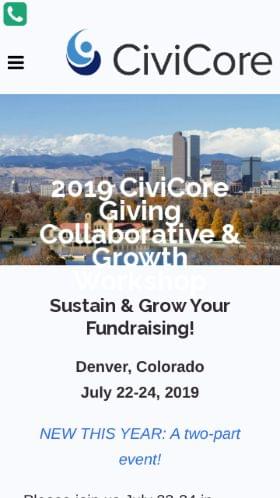 CiviCore
2019 CiviCore
Giving
Collaborative &
Growth
Workshop
Sustain & Grow Your
Fundraising!
Denver, Colorado
July 22-24, 2019
NEW THIS YEAR: A two-part
event!
Please join us July 22-24 in